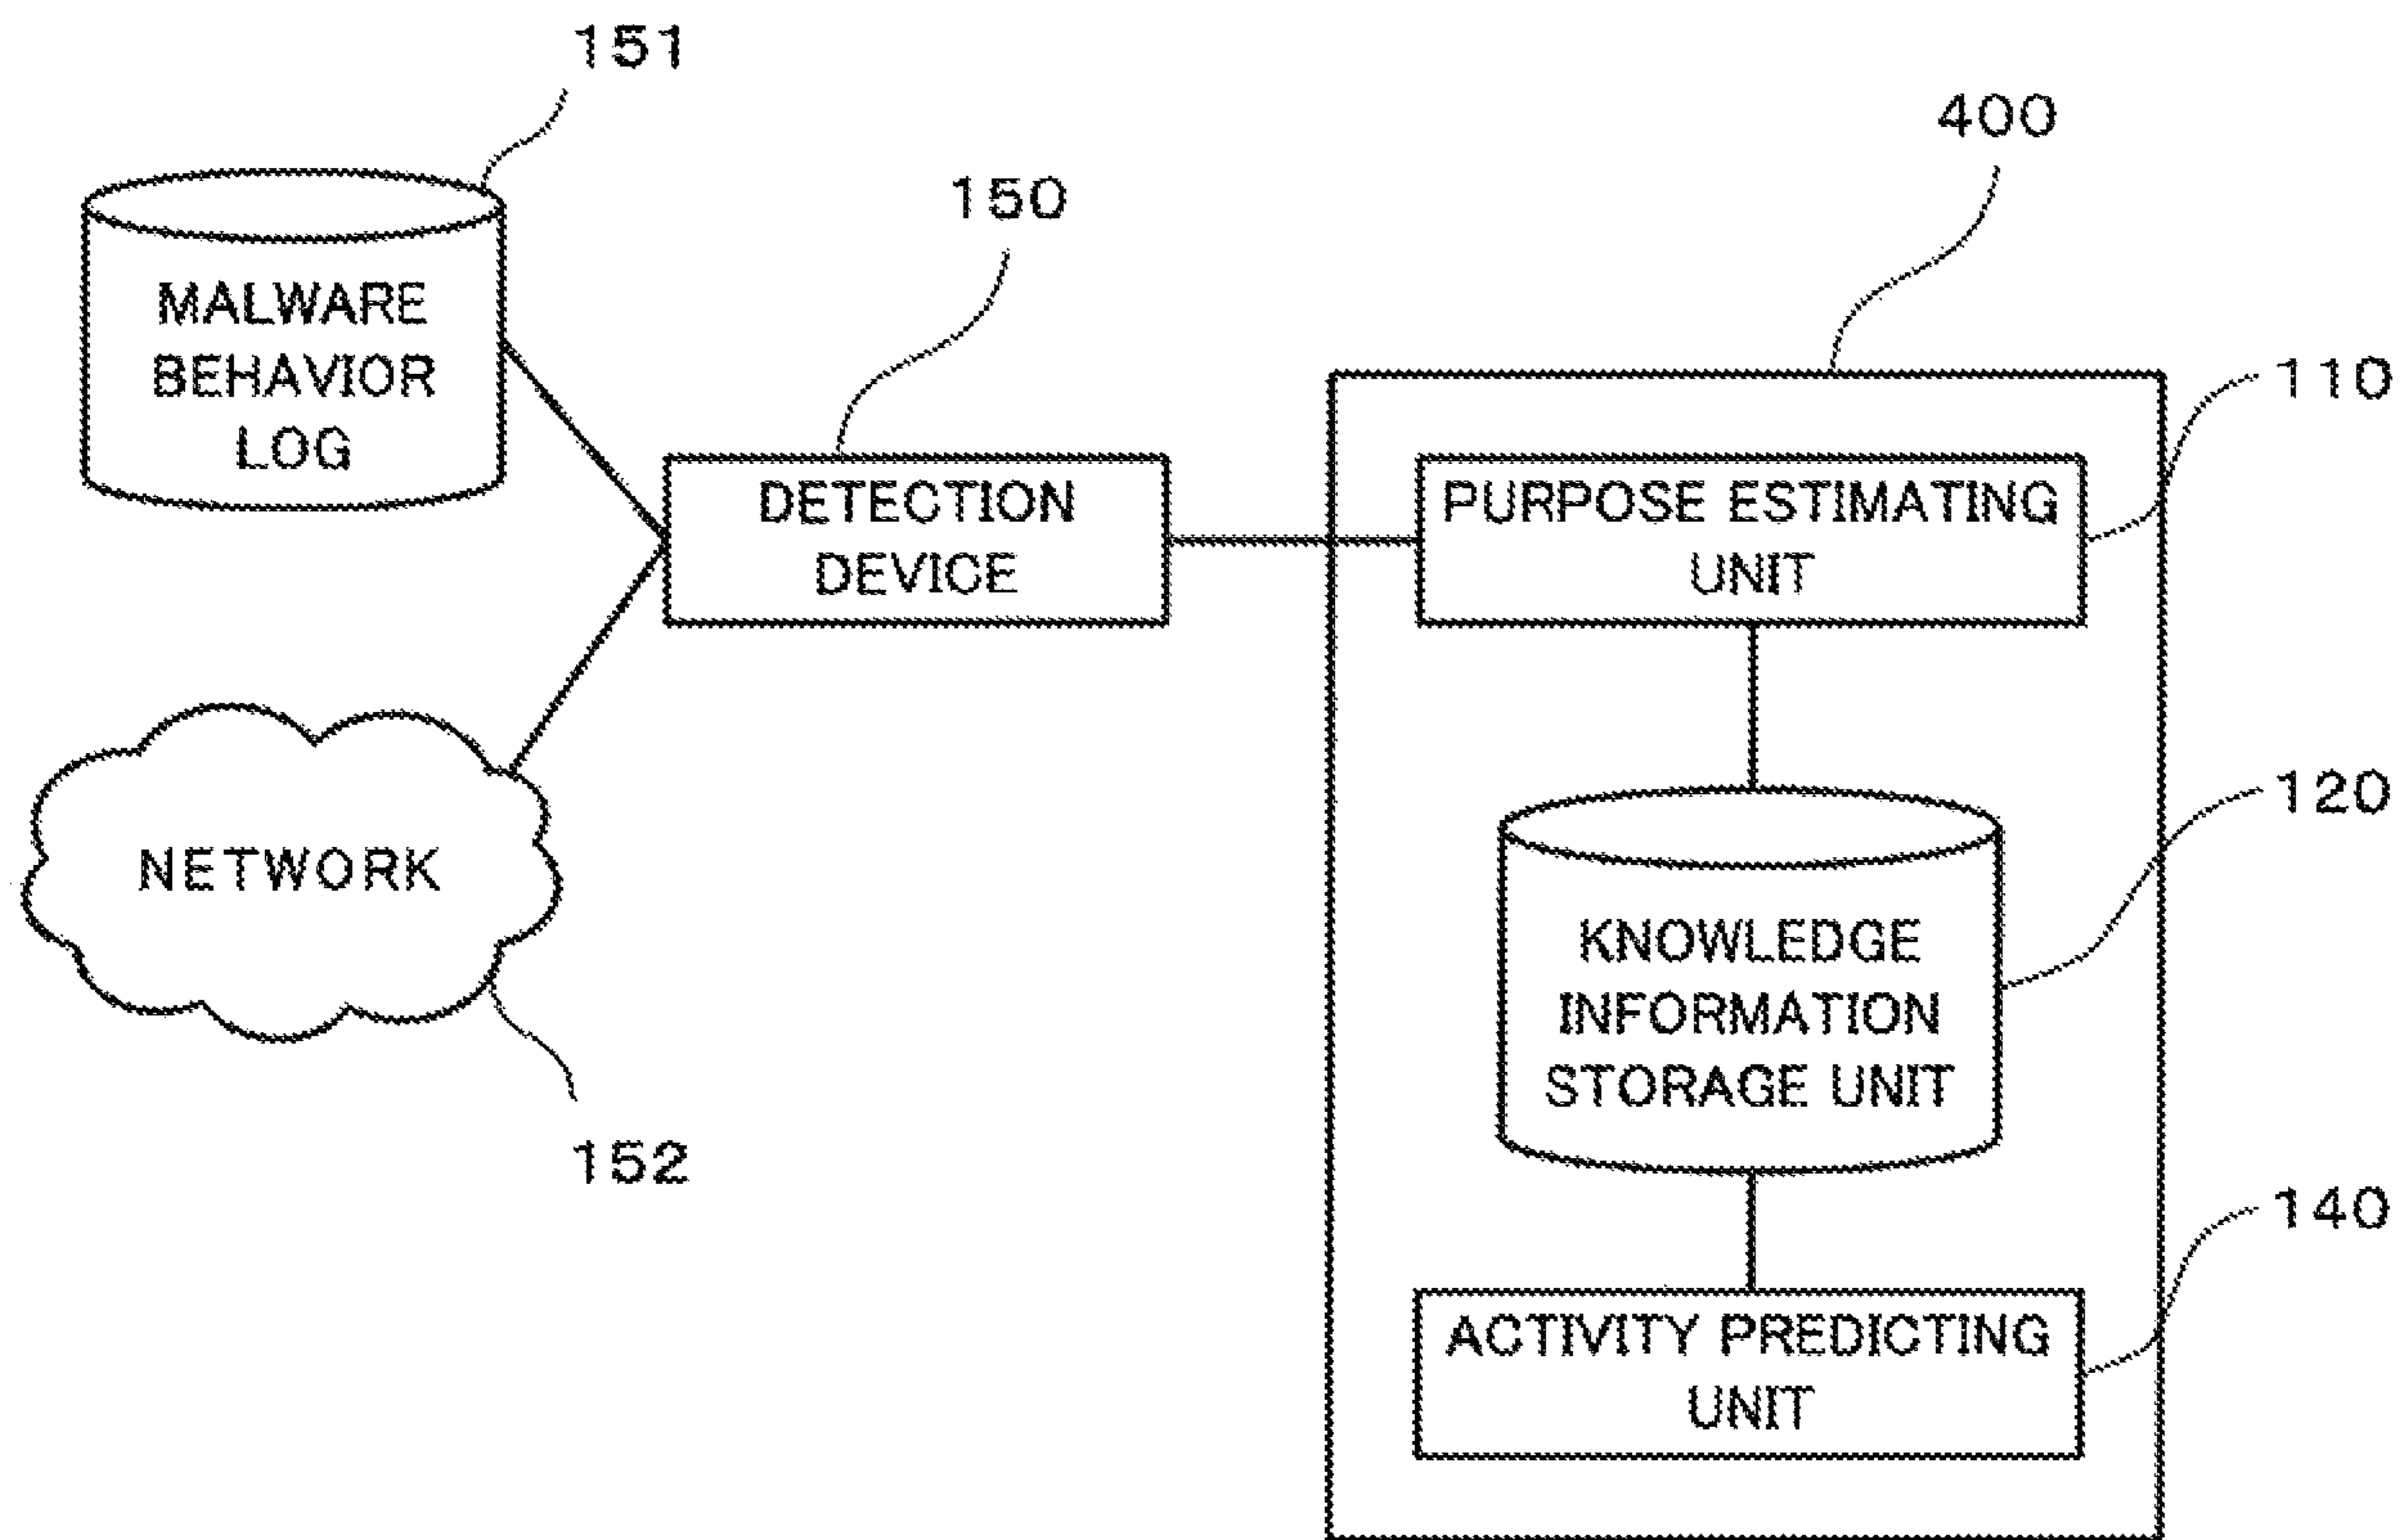 151
400
150
MALWARE
BEHAVIOR
LOG
110
DETECTION
DEVICE
PURPOSE ESTIMATING
UNIT
120
NETWORK
KNOWLEDGE
INFORMATION
STORAGE UNIT
152
140
ACTIVITY PREDICTING
UNIT